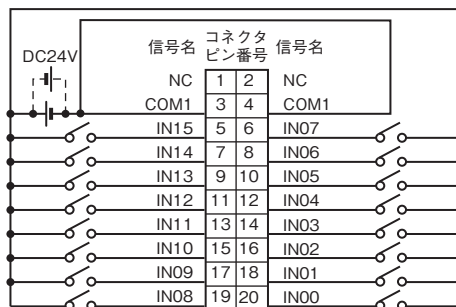 コネクタ
信号名 ピン番号 信号名
DC24V
NC 1 2 NC
COM1 3 4 COM1
IN15 5 6 IN07
IN14 7 8 IN06
IN13 9 10 IN05
IN12 11 12 IN04
IN11 13 14 IN03
IN10 15 16 IN02
IN09 17 18 IN01
IN08 19 20 IN00